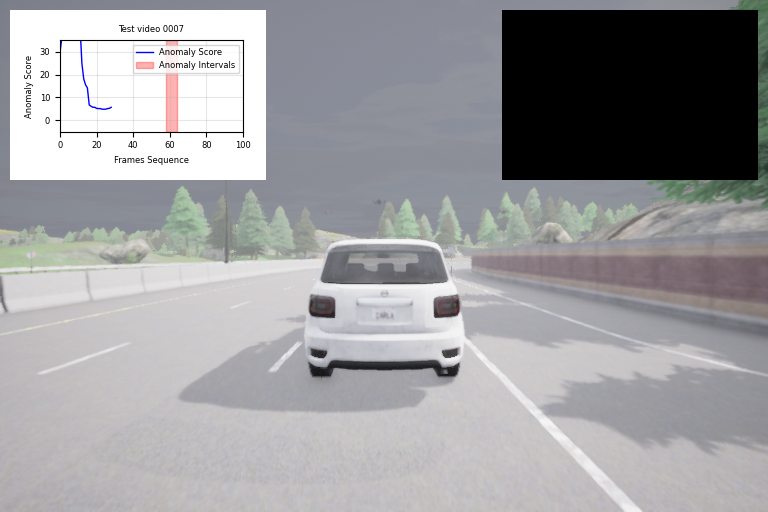 Test video 0007
Anomaly Score
Anomaly Intervals
Anomaly Score
30
20
10
0
0 20 40 60 80 100
Frames Sequence